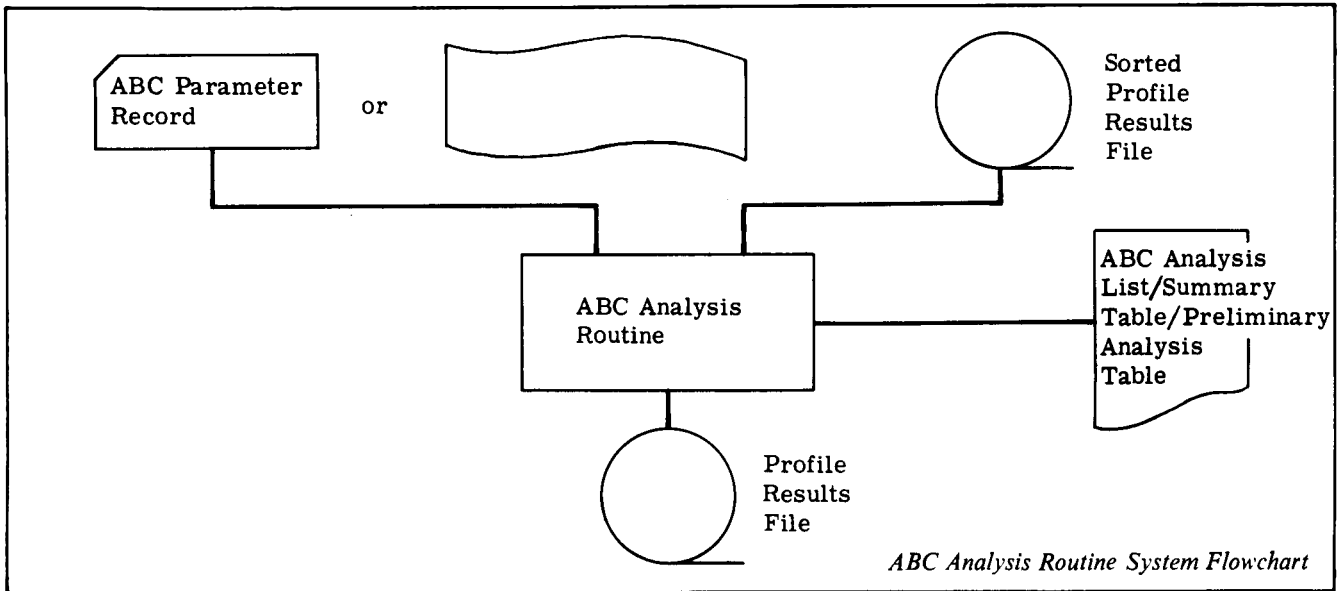 ABC Parameter
Record
or
Sorted
Profile
Results
File
ABC Analysis
Routine
ABC Analysis
List/Summary
Table/Preliminary
Analysis
Table
Profile
Results
File
ABC Analysis Routine System Flowchart